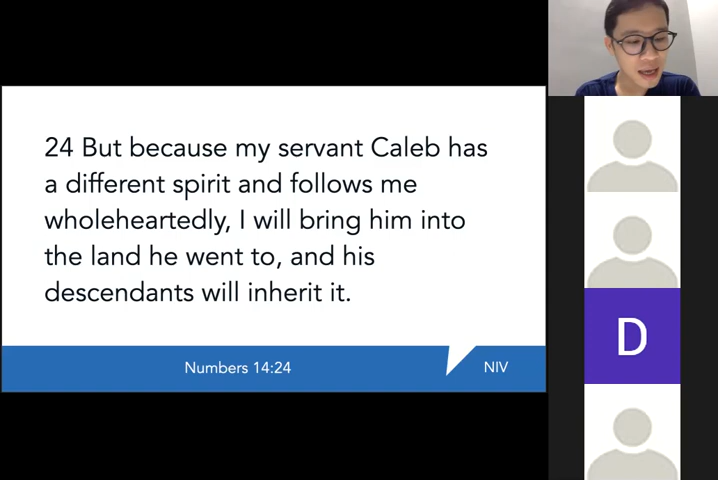 24 But because my servant Caleb has
a different spirit and follows me
wholeheartedly, I will bring him into
the land he went to, and his
descendants will inherit it.
Numbers 14:24
NIV
D